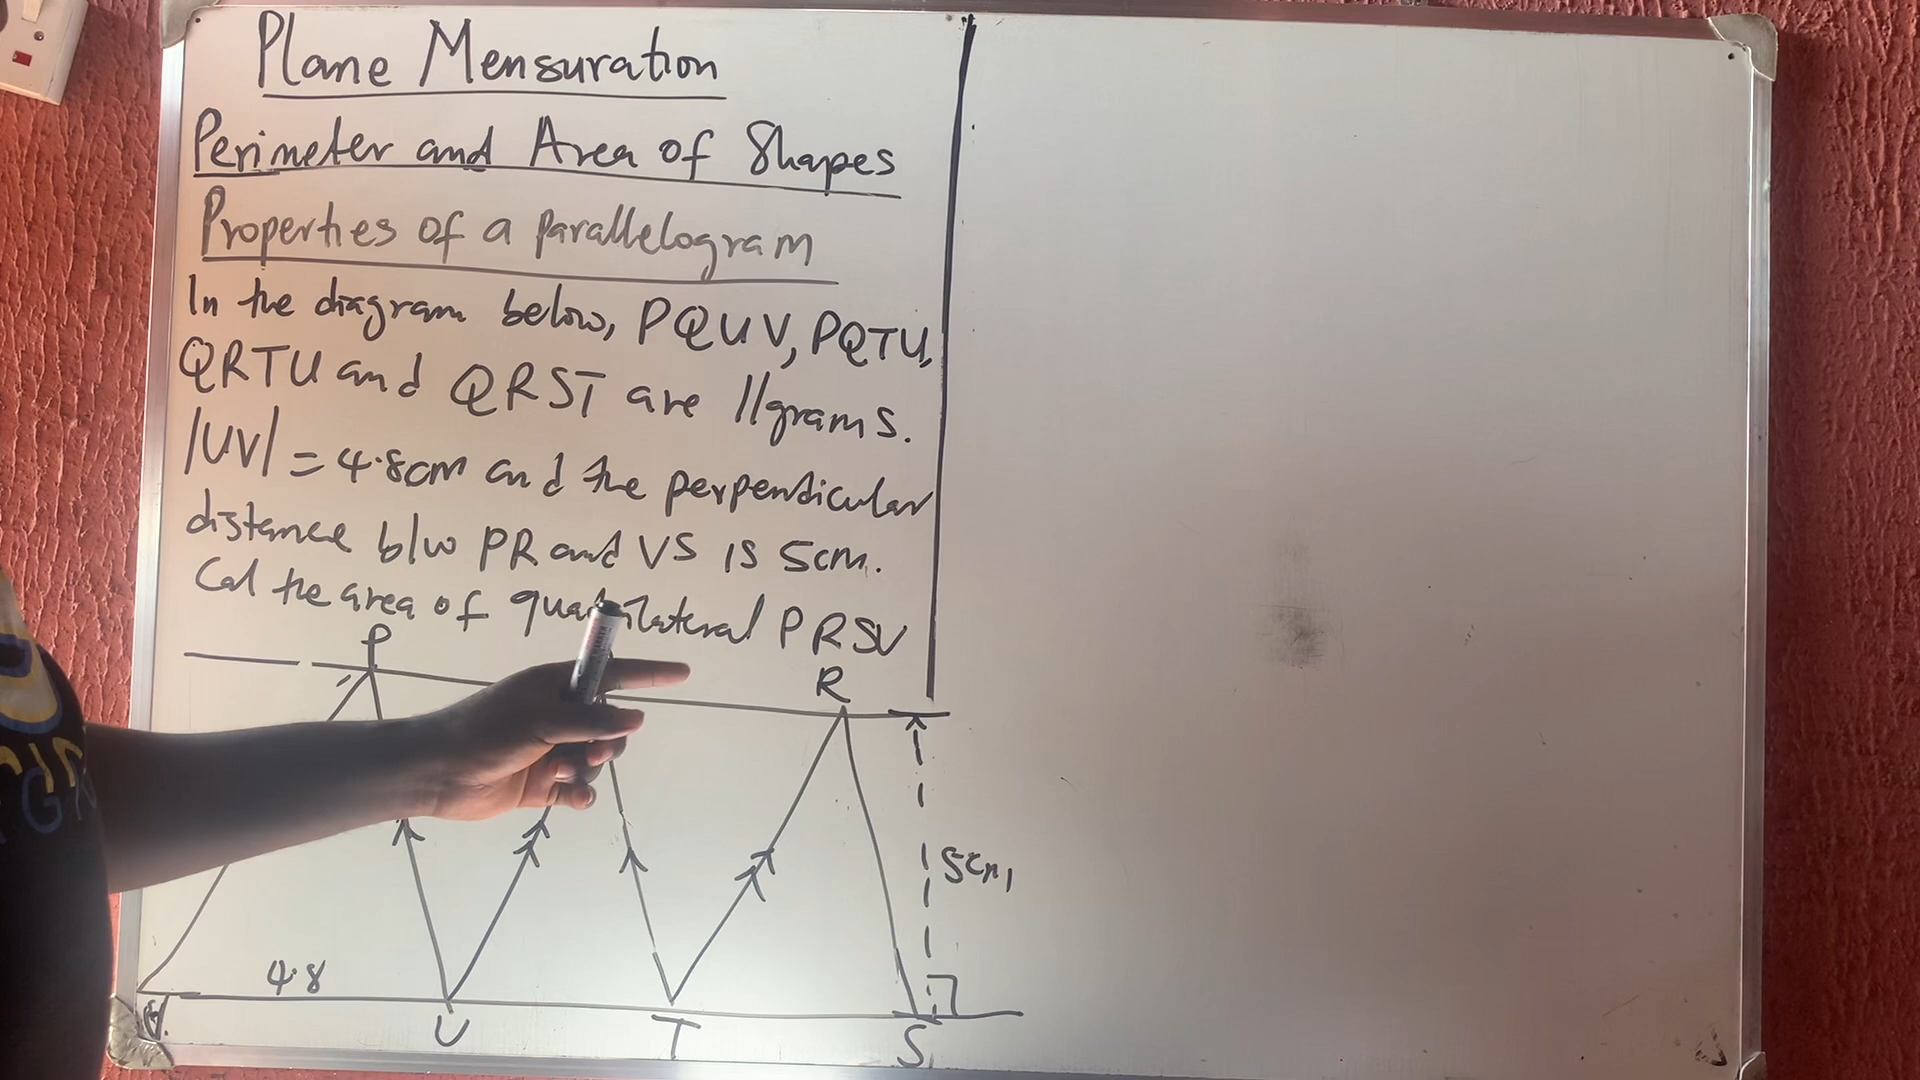 Plane Mensuration
Perimeter and Area of Shapes
Properties of a parallelogram
In the diagram below, PQUV, PQTU,
QRTU and QRST are //grams.
|UV| = 4.8cm and the perpendicular
distance b/w PR and VS is 5cm.
Cal the area of quadrilateral PRSV
P
R
5cm
4.8
U
T
S